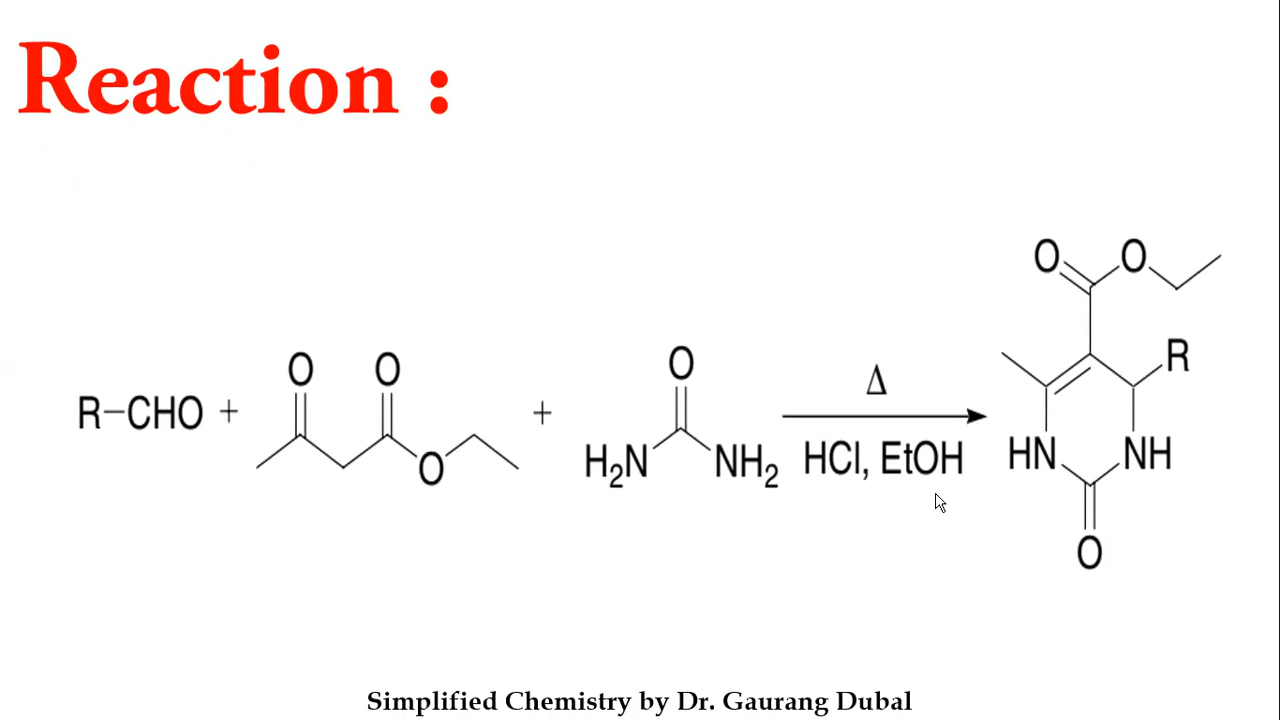 Reaction :
O O
R
R–CHO + O + H₂N O NH₂ Δ HCl, EtOH
O O
HN NH
O
Simplified Chemistry by Dr. Gaurang Dubal